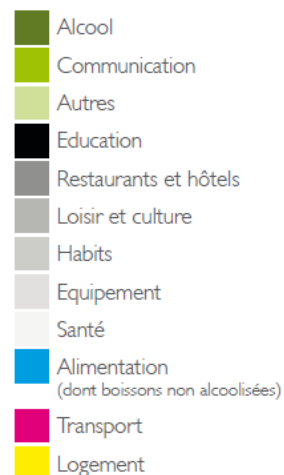 Alcool
Communication
Autres
Education
Restaurants et hôtels
Loisir et culture
Habits
Equipement
Santé
Alimentation
(dont boissons non alcoolisées)
Transport
Logement